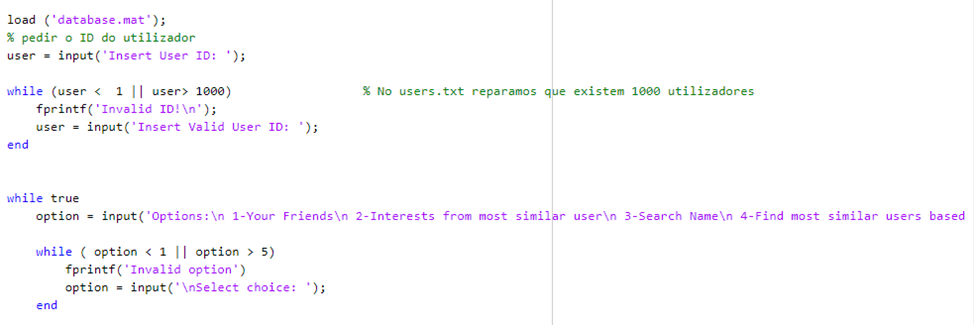 load ('database.mat');
% pedir o ID do utilizador
user = input('Insert User ID: ');
while (user <  1 || user> 1000)                  % No users.txt reparamos que existem 1000 utilizadores
    fprintf('Invalid ID!\n');
    user = input('Insert Valid User ID: ');
end
while true
    option = input('Options:\n 1-Your Friends\n 2-Interests from most similar user\n 3-Search Name\n 4-Find most similar users based
    while ( option < 1 || option > 5)
        fprintf('Invalid option')
        option = input('\nSelect choice: ');
    end